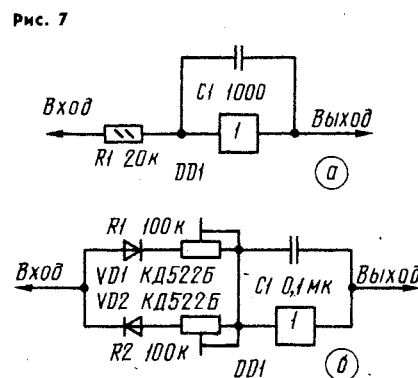 Рис. 7
C1 1000
Вход
1
Выход
R1 20к
DD1
а
R1 100к
Вход
VD1 КД522Б
C1 0,1мк
Выход
VD2 КД522Б
1
R2 100к
DD1
б